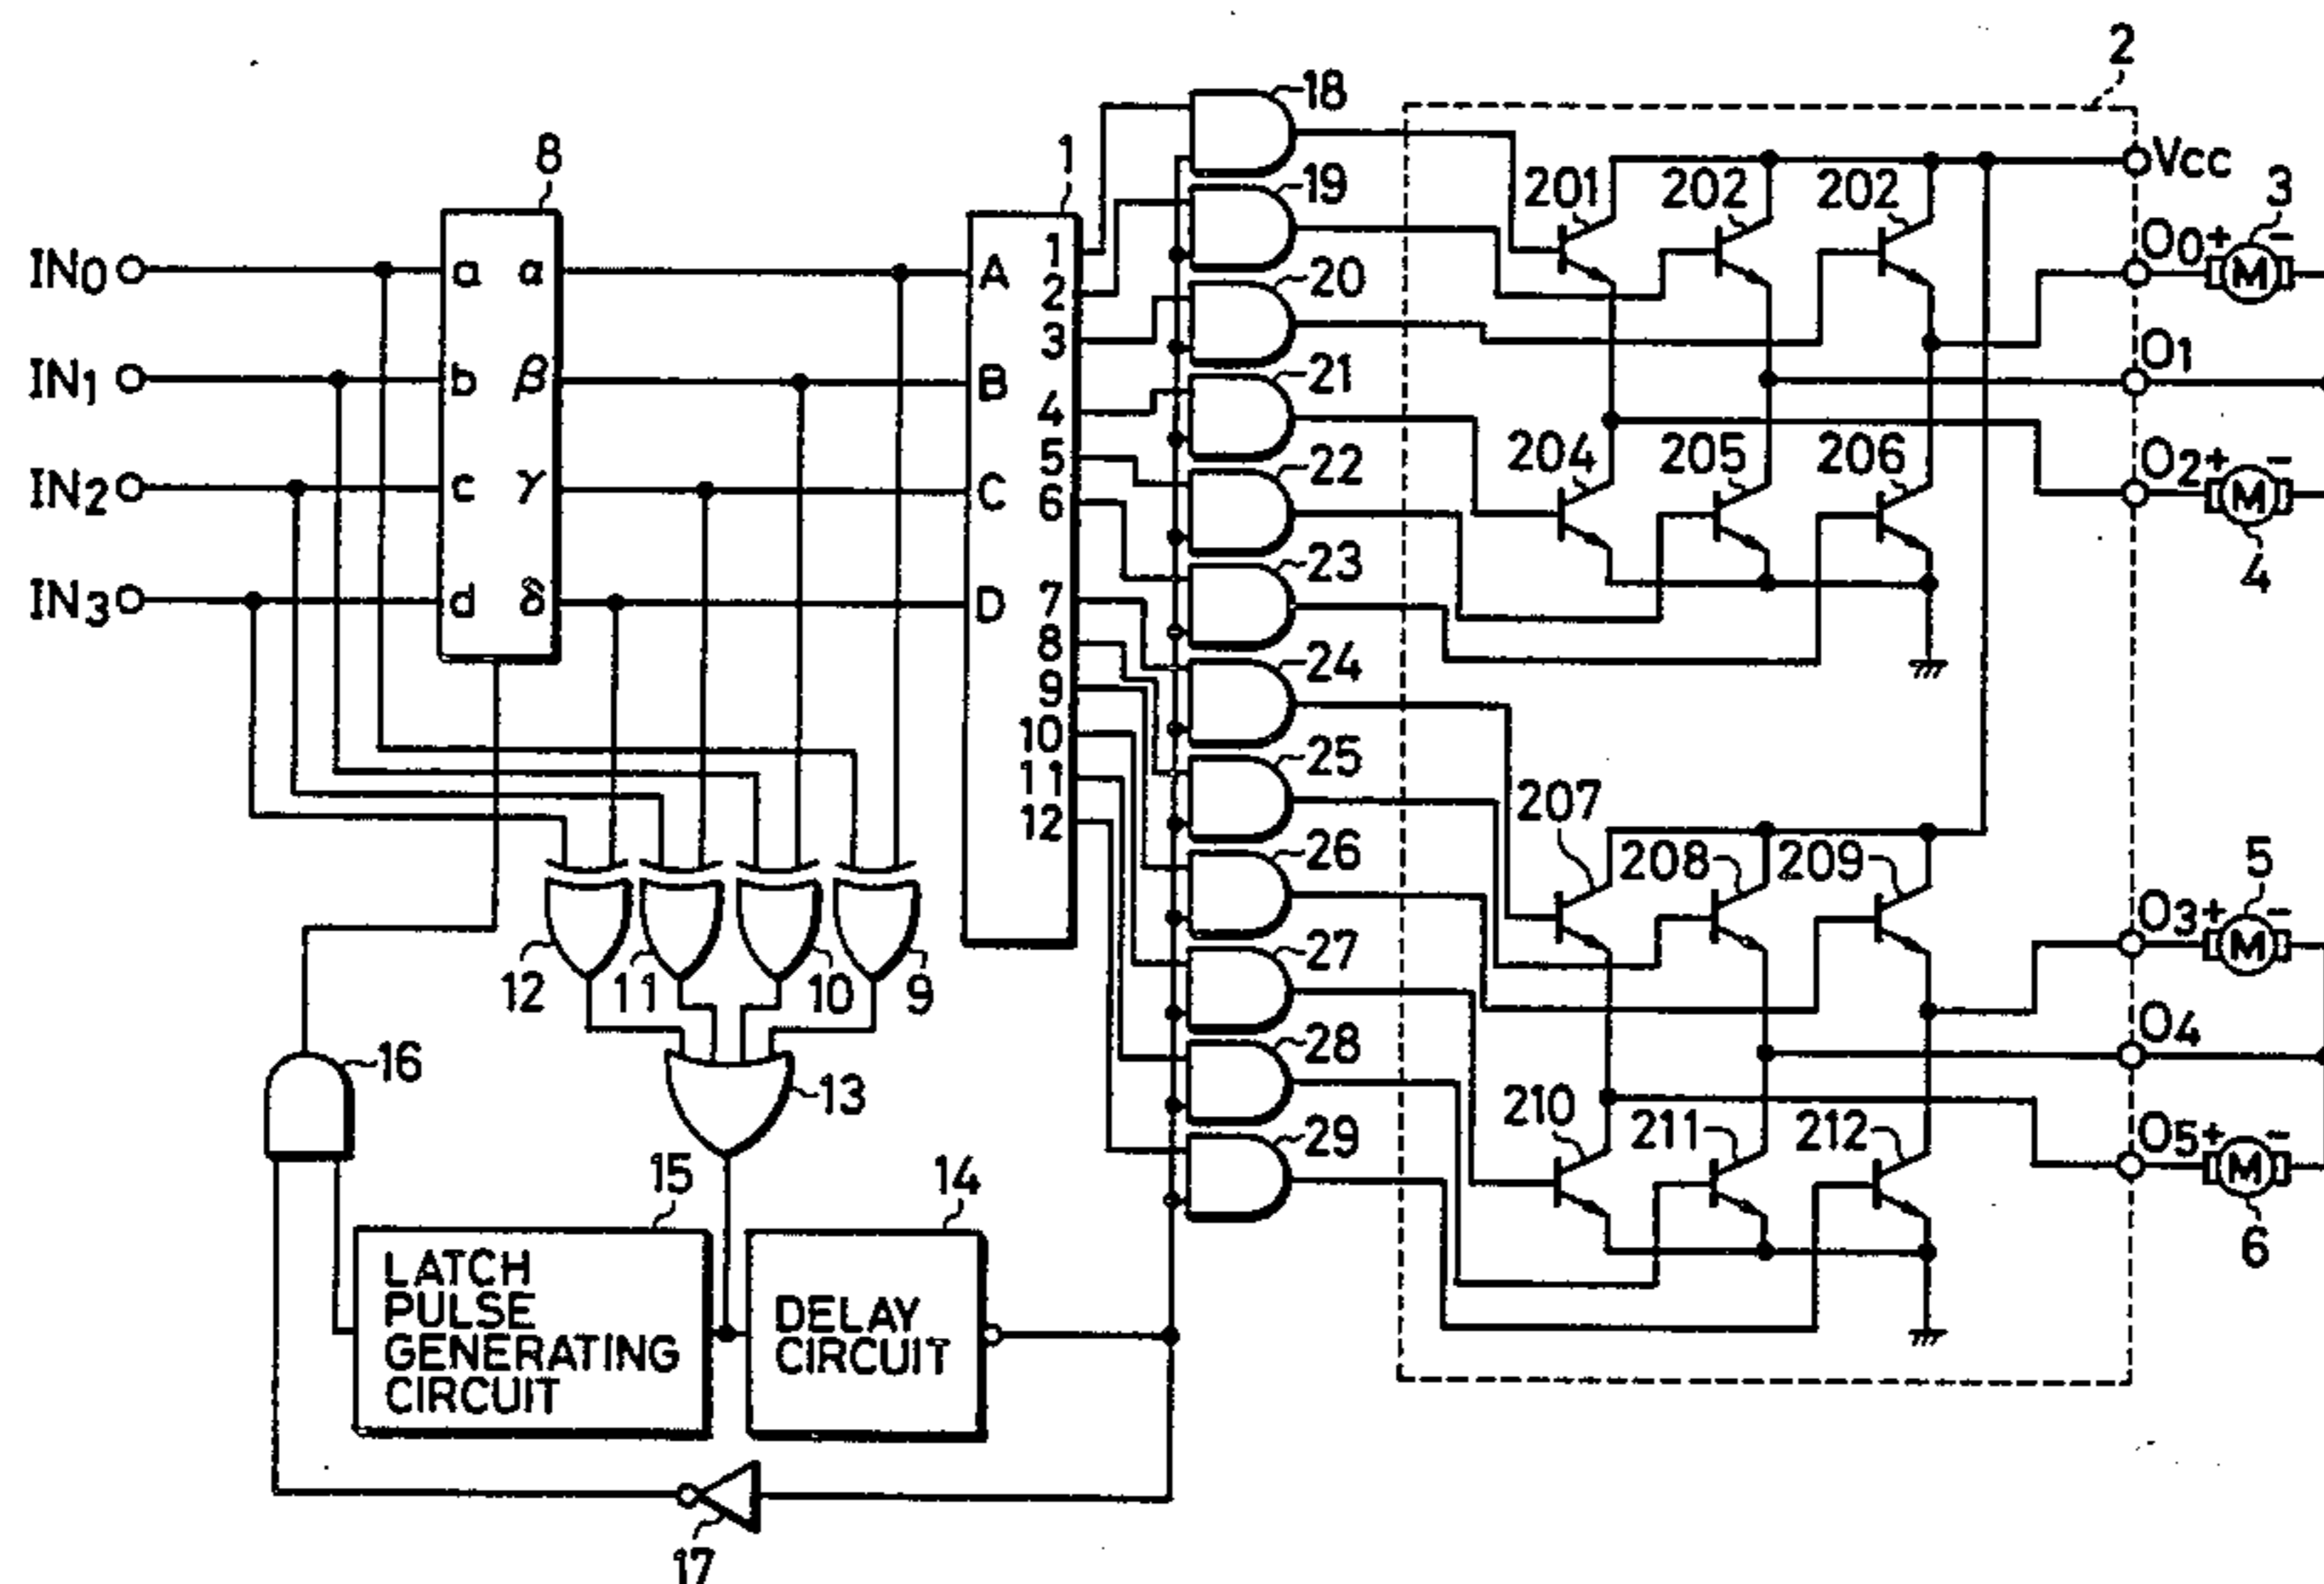 2
18
Vcc
8
1
19
201
202
202
3
O0
+
-
IN0
a
α
A
1
2
20
3
O1
IN1
b
β
B
21
4
5
22
204
205
206
O2
+
-
IN2
c
γ
C
6
4
23
IN3
d
δ
D
7
8
24
9
10
25
11
12
207
26
208
209
5
O3
+
-
27
12
11
10
9
28
O4
16
13
210
211
212
29
O5
+
-
15
14
6
LATCH
PULSE
GENERATING
CIRCUIT
DELAY
CIRCUIT
17
M
M
M
M